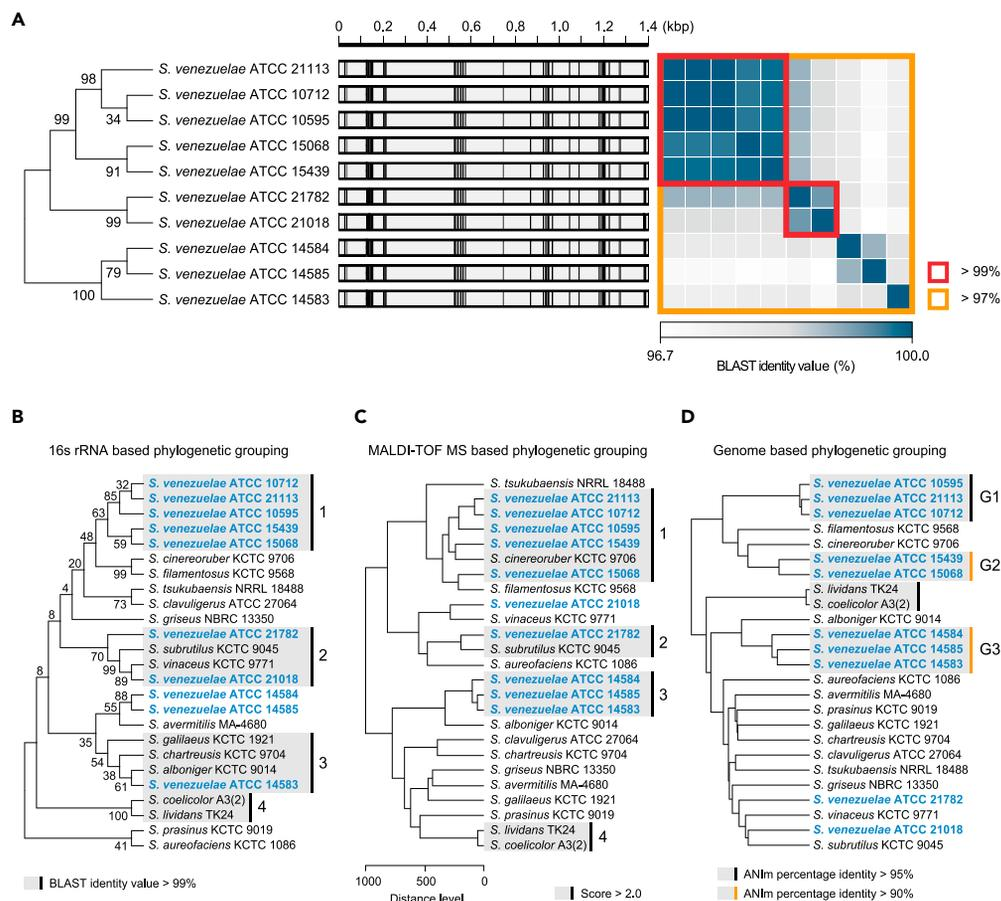 A
0 0.2 0.4 0.6 0.8 1.0 1.2 1.4 (kbp)
S. venezuelae ATCC 21113
S. venezuelae ATCC 10712
S. venezuelae ATCC 10595
S. venezuelae ATCC 15068
S. venezuelae ATCC 15439
S. venezuelae ATCC 21782
S. venezuelae ATCC 21018
S. venezuelae ATCC 14584
S. venezuelae ATCC 14585
S. venezuelae ATCC 14583
98
99
34
91
99
79
100
> 99%
> 97%
96.7 100.0
BLAST identity value (%)
B
16s rRNA based phylogenetic grouping
S. venezuelae ATCC 10712
S. venezuelae ATCC 21113
S. venezuelae ATCC 10595
S. venezuelae ATCC 15439
S. venezuelae ATCC 15068
S. cinereoruber KCTC 9706
S. filamentosus KCTC 9568
S. tsukubaensis NRRL 18488
S. clavuligerus ATCC 27064
S. griseus NBRC 13350
S. venezuelae ATCC 21782
S. subrutilus KCTC 9045
S. vinaceus KCTC 9771
S. venezuelae ATCC 21018
S. venezuelae ATCC 14584
S. venezuelae ATCC 14585
S. avermitilis MA-4680
S. galilaeus KCTC 1921
S. chartreusis KCTC 9704
S. alboniger KCTC 9014
S. venezuelae ATCC 14583
S. coelicolor A3(2)
S. lividans TK24
S. prasinus KCTC 9019
S. aureofaciens KCTC 1086
32
85
63
48
59
20
99
4
73
8
70
99
89
8
88
55
35
54
38
61
100
41
1
2
3
4
BLAST identity value > 99%
C
MALDI-TOF MS based phylogenetic grouping
S. tsukubaensis NRRL 18488
S. venezuelae ATCC 21113
S. venezuelae ATCC 10712
S. venezuelae ATCC 10595
S. venezuelae ATCC 15439
S. cinereoruber KCTC 9706
S. venezuelae ATCC 15068
S. filamentosus KCTC 9568
S. venezuelae ATCC 21018
S. vinaceus KCTC 9771
S. venezuelae ATCC 21782
S. subrutilus KCTC 9045
S. aureofaciens KCTC 1086
S. venezuelae ATCC 14584
S. venezuelae ATCC 14585
S. venezuelae ATCC 14583
S. alboniger KCTC 9014
S. clavuligerus ATCC 27064
S. chartreusis KCTC 9704
S. griseus NBRC 13350
S. avermitilis MA-4680
S. galilaeus KCTC 1921
S. prasinus KCTC 9019
S. lividans TK24
S. coelicolor A3(2)
1
2
3
4
1000 500 0
Distance level
Score > 2.0
D
Genome based phylogenetic grouping
S. venezuelae ATCC 10595
S. venezuelae ATCC 21113
S. venezuelae ATCC 10712
S. filamentosus KCTC 9568
S. cinereoruber KCTC 9706
S. venezuelae ATCC 15439
S. venezuelae ATCC 15068
S. lividans TK24
S. coelicolor A3(2)
S. alboniger KCTC 9014
S. venezuelae ATCC 14584
S. venezuelae ATCC 14585
S. venezuelae ATCC 14583
S. aureofaciens KCTC 1086
S. avermitilis MA-4680
S. prasinus KCTC 9019
S. galilaeus KCTC 1921
S. chartreusis KCTC 9704
S. clavuligerus ATCC 27064
S. tsukubaensis NRRL 18488
S. griseus NBRC 13350
S. venezuelae ATCC 21782
S. vinaceus KCTC 9771
S. venezuelae ATCC 21018
S. subrutilus KCTC 9045
G1
G2
G3
ANIm percentage identity > 95%
ANIm percentage identity > 90%